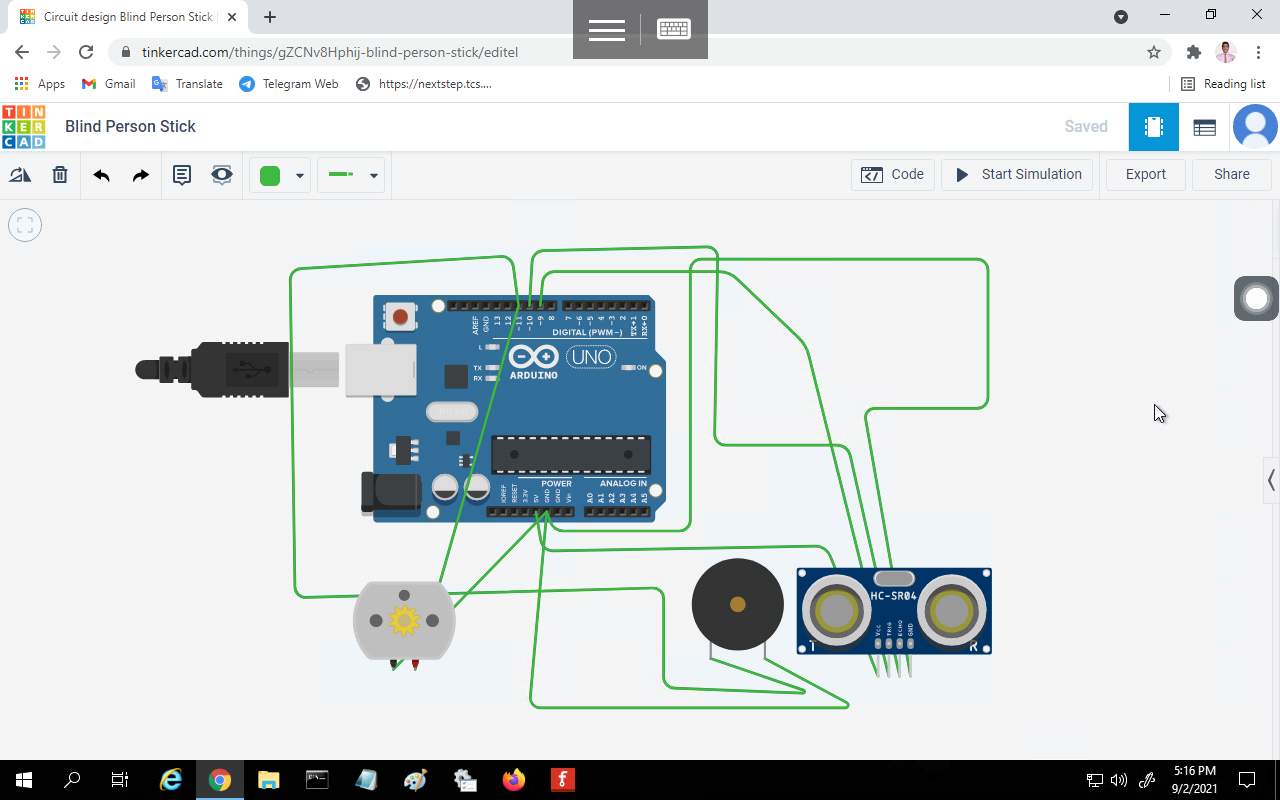 Circuit design Blind Person Stick
tinkercad.com/things/gZCNv8Hphij-blind-person-stick/editel
Apps
Gmail
Translate
Telegram Web
https://nextstep.tcs....
Reading list
TIN
KER
CAD
Blind Person Stick
Saved
Code
Start Simulation
Export
Share
AREF
GND
13
12
~11
~10
~9
8
7
~6
~5
4
~3
2
TX→1
RX←0
DIGITAL (PWM~)
L
TX
RX
ARDUINO
UNO
ON
POWER
ANALOG IN
IOREF
RESET
3.3V
5V
GND
GND
Vin
A0
A1
A2
A3
A4
A5
HC-SR04
VCC
TRIG
ECHO
GND
T
R
5:16 PM
9/2/2021